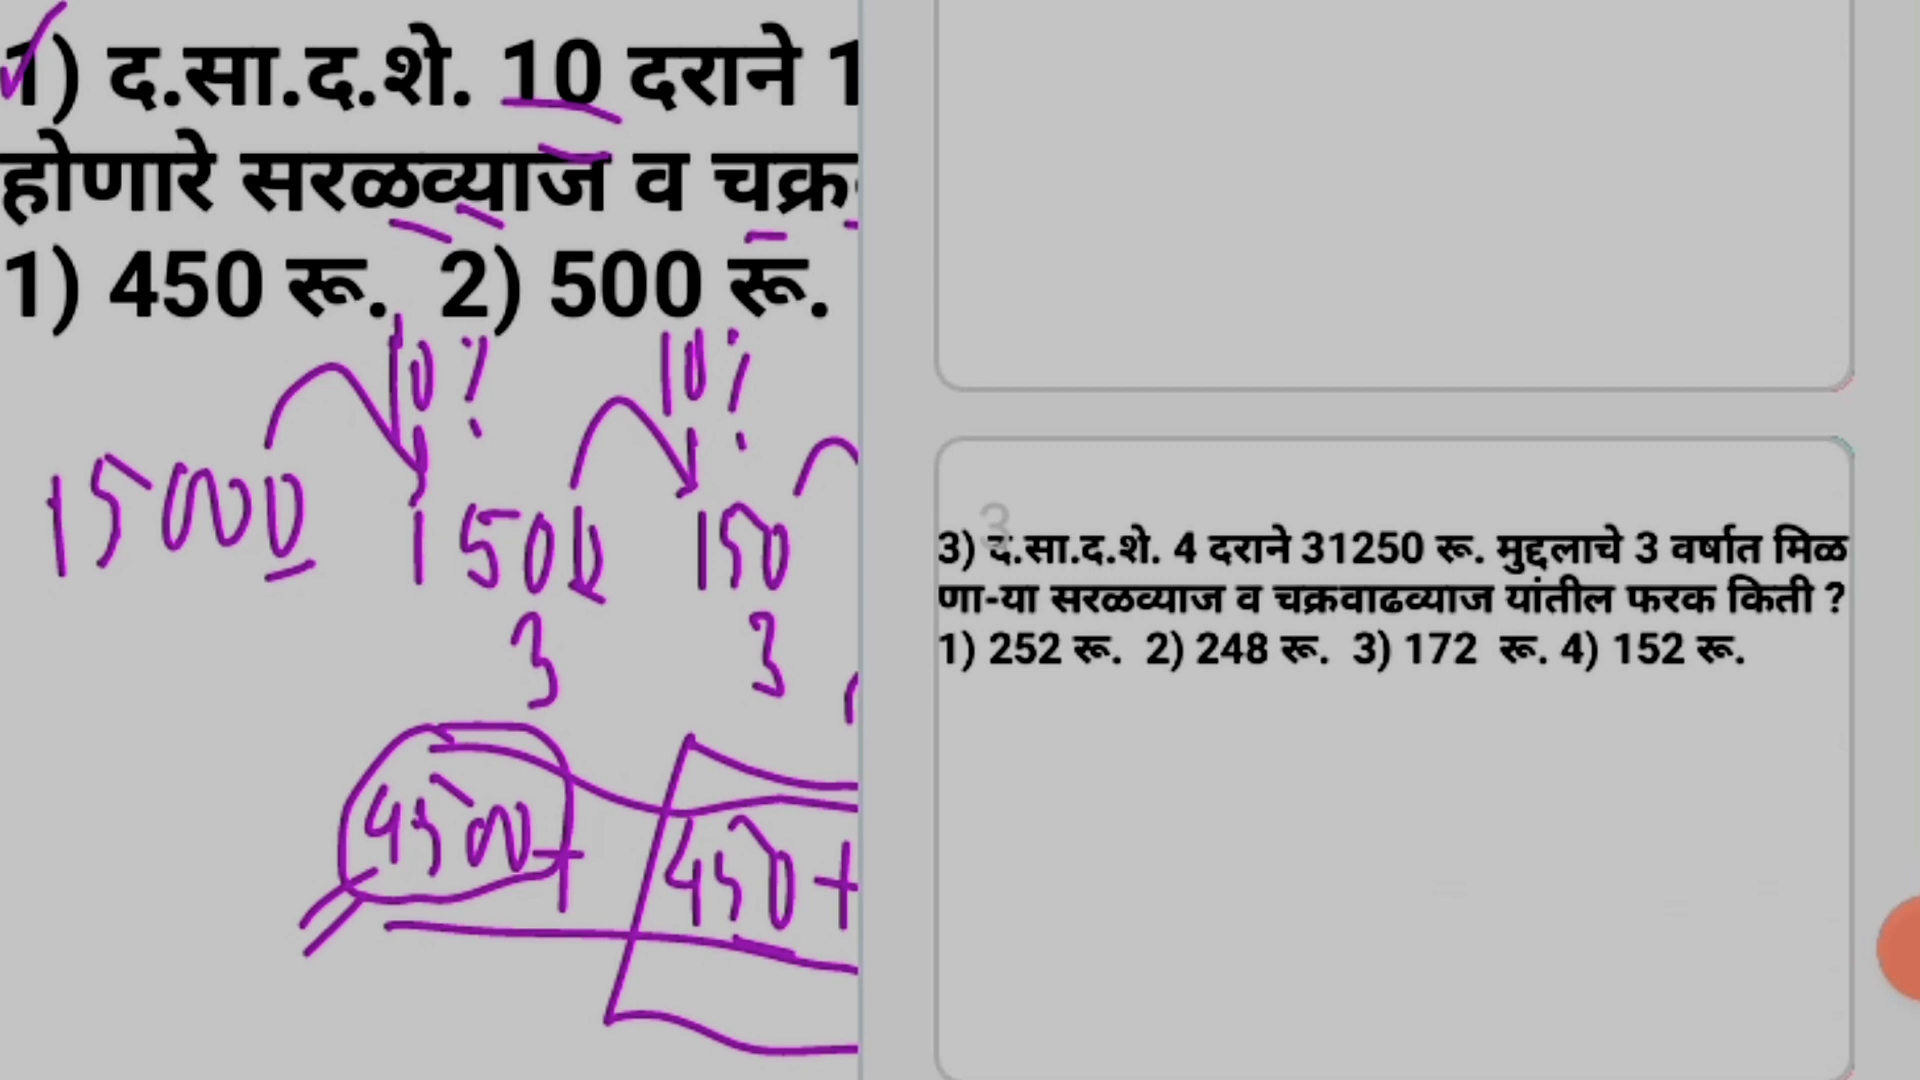 1) द.सा.द.शे. 10 दराने 1
होणारे सरळव्याज व चक्र
1) 450 रू. 2) 500 रू.
10% 10%
15000 1500 150
3 3
4500+ 450+
3
3) द.सा.द.शे. 4 दराने 31250 रू. मुद्दलाचे 3 वर्षात मिळ
णा-या सरळव्याज व चक्रवाढव्याज यांतील फरक किती ?
1) 252 रू. 2) 248 रू. 3) 172 रू. 4) 152 रू.